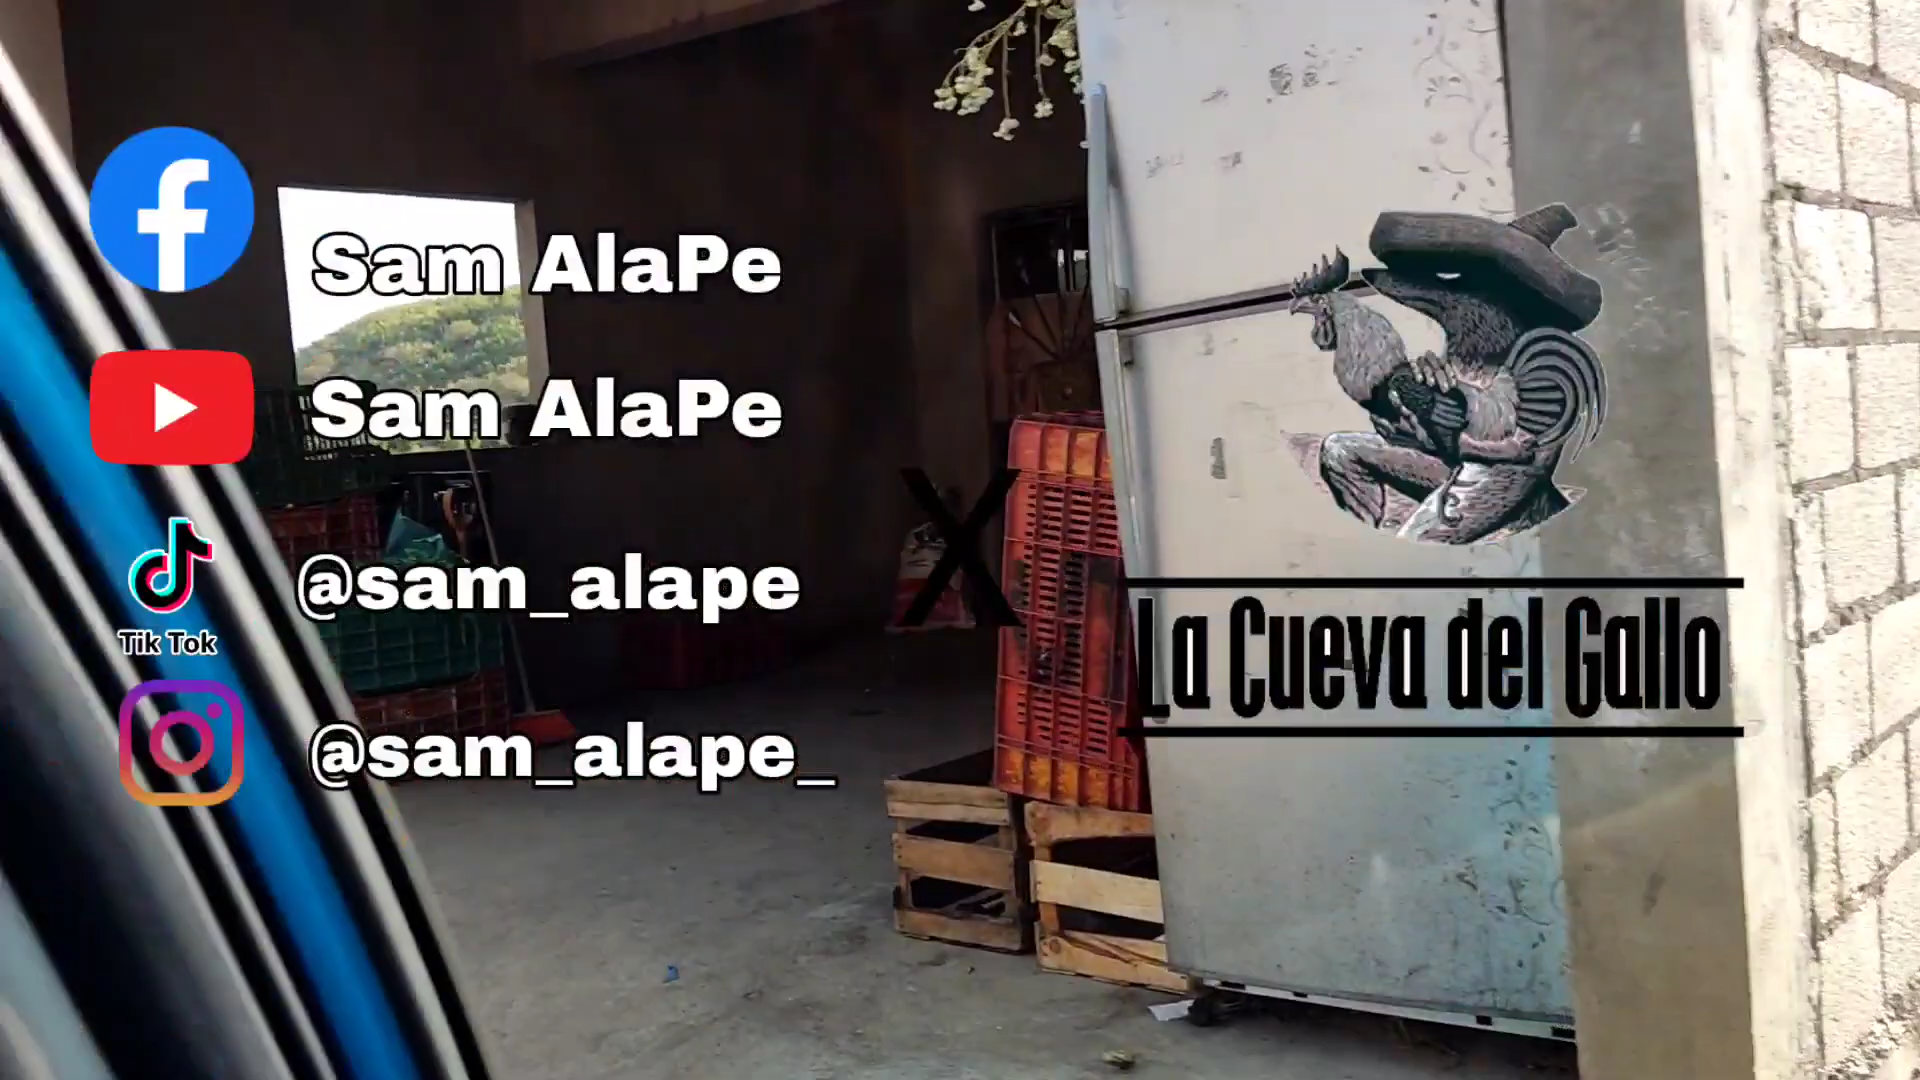 Sam AlaPe
Sam AlaPe
@sam_alape
Tik Tok
@sam_alape_
X
La Cueva del Gallo